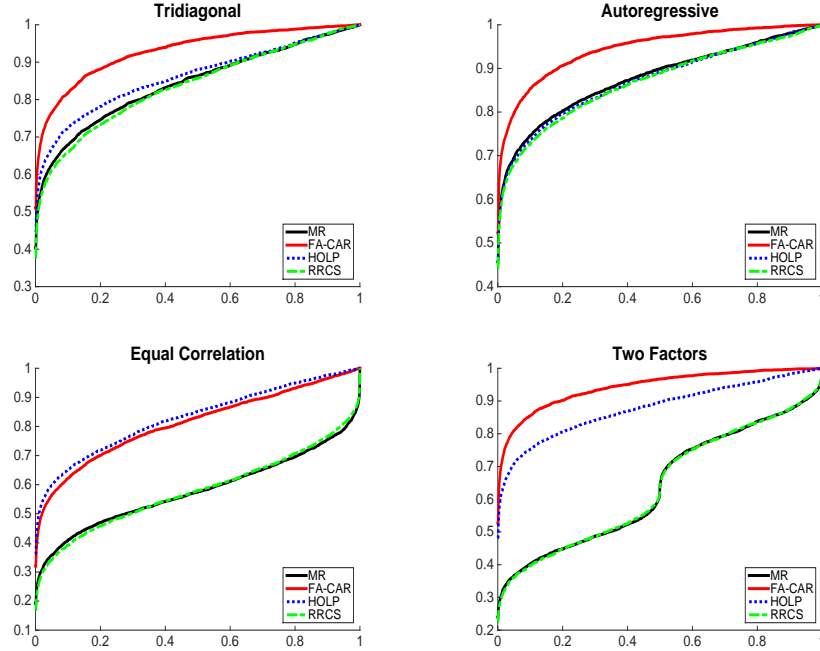 Tridiagonal
1
0.9
0.8
0.7
0.6
0.5
0.4
0.3
0 0.2 0.4 0.6 0.8 1
MR
FA-CAR
HOLP
RRCS
Autoregressive
1
0.9
0.8
0.7
0.6
0.5
0.4
0 0.2 0.4 0.6 0.8 1
MR
FA-CAR
HOLP
RRCS
Equal Correlation
1
0.9
0.8
0.7
0.6
0.5
0.4
0.3
0.2
0.1
0 0.2 0.4 0.6 0.8 1
MR
FA-CAR
HOLP
RRCS
Two Factors
1
0.9
0.8
0.7
0.6
0.5
0.4
0.3
0.2
0 0.2 0.4 0.6 0.8 1
MR
FA-CAR
HOLP
RRCS